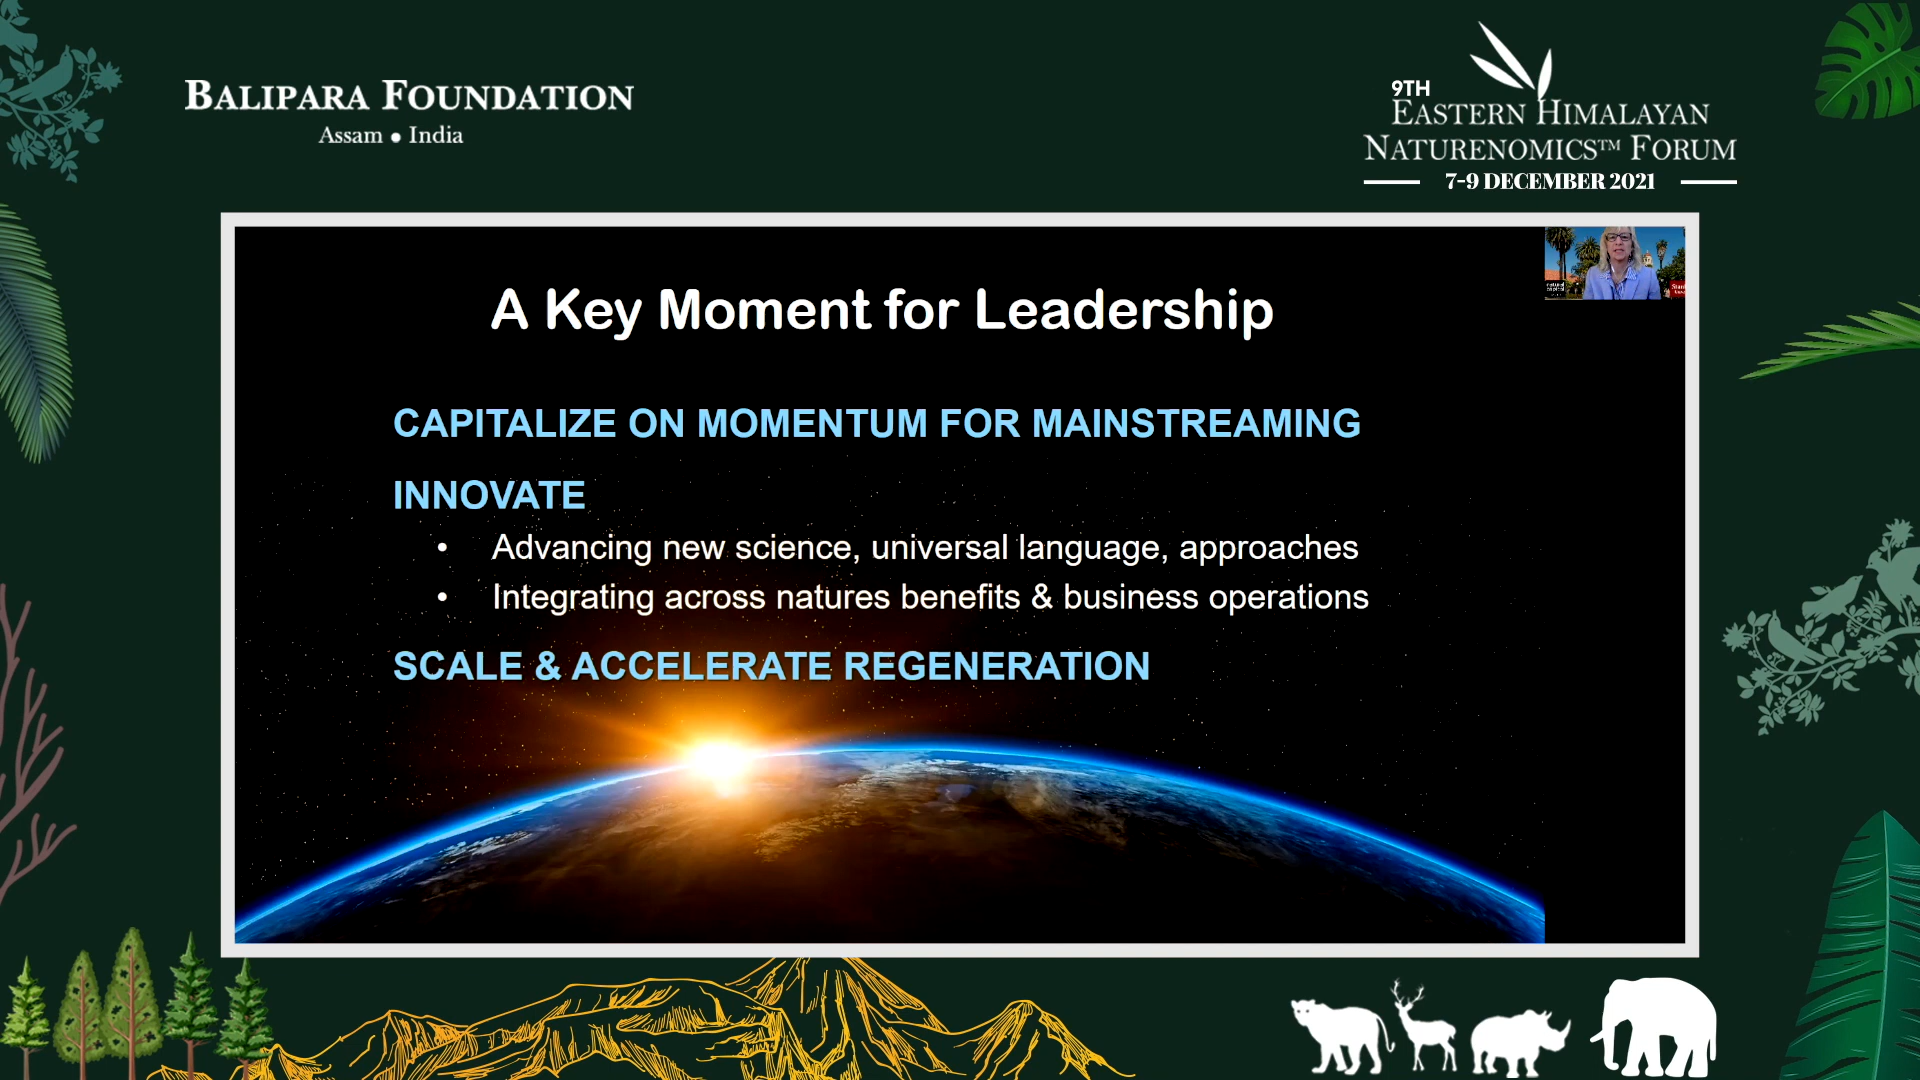 BALIPARA FOUNDATION
Assam • India
9TH
EASTERN HIMALAYAN
NATURENOMICS™ FORUM
7-9 DECEMBER 2021
A Key Moment for Leadership
CAPITALIZE ON MOMENTUM FOR MAINSTREAMING
INNOVATE
• Advancing new science, universal language, approaches
• Integrating across natures benefits & business operations
SCALE & ACCELERATE REGENERATION
natural
capital